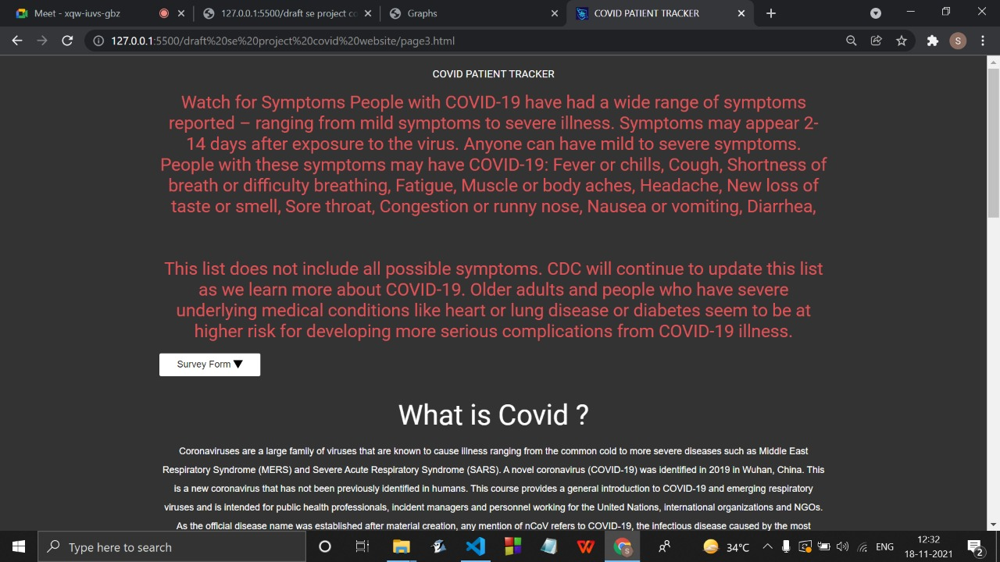 Meet - xqw-iuvs-gbz
127.0.0.1:5500/draft se project co
Graphs
COVID PATIENT TRACKER
127.0.0.1:5500/draft%20se%20project%20covid%20website/page3.html
S
COVID PATIENT TRACKER
Watch for Symptoms People with COVID-19 have had a wide range of symptoms
reported – ranging from mild symptoms to severe illness. Symptoms may appear 2-
14 days after exposure to the virus. Anyone can have mild to severe symptoms.
People with these symptoms may have COVID-19: Fever or chills, Cough, Shortness of
breath or difficulty breathing, Fatigue, Muscle or body aches, Headache, New loss of
taste or smell, Sore throat, Congestion or runny nose, Nausea or vomiting, Diarrhea,
This list does not include all possible symptoms. CDC will continue to update this list
as we learn more about COVID-19. Older adults and people who have severe
underlying medical conditions like heart or lung disease or diabetes seem to be at
higher risk for developing more serious complications from COVID-19 illness.
Survey Form ▼
What is Covid ?
Coronaviruses are a large family of viruses that are known to cause illness ranging from the common cold to more severe diseases such as Middle East
Respiratory Syndrome (MERS) and Severe Acute Respiratory Syndrome (SARS). A novel coronavirus (COVID-19) was identified in 2019 in Wuhan, China. This
is a new coronavirus that has not been previously identified in humans. This course provides a general introduction to COVID-19 and emerging respiratory
viruses and is intended for public health professionals, incident managers and personnel working for the United Nations, international organizations and NGOs.
As the official disease name was established after material creation, any mention of nCoV refers to COVID-19, the infectious disease caused by the most
Type here to search
S
34°C
ENG
12:32
18-11-2021
2